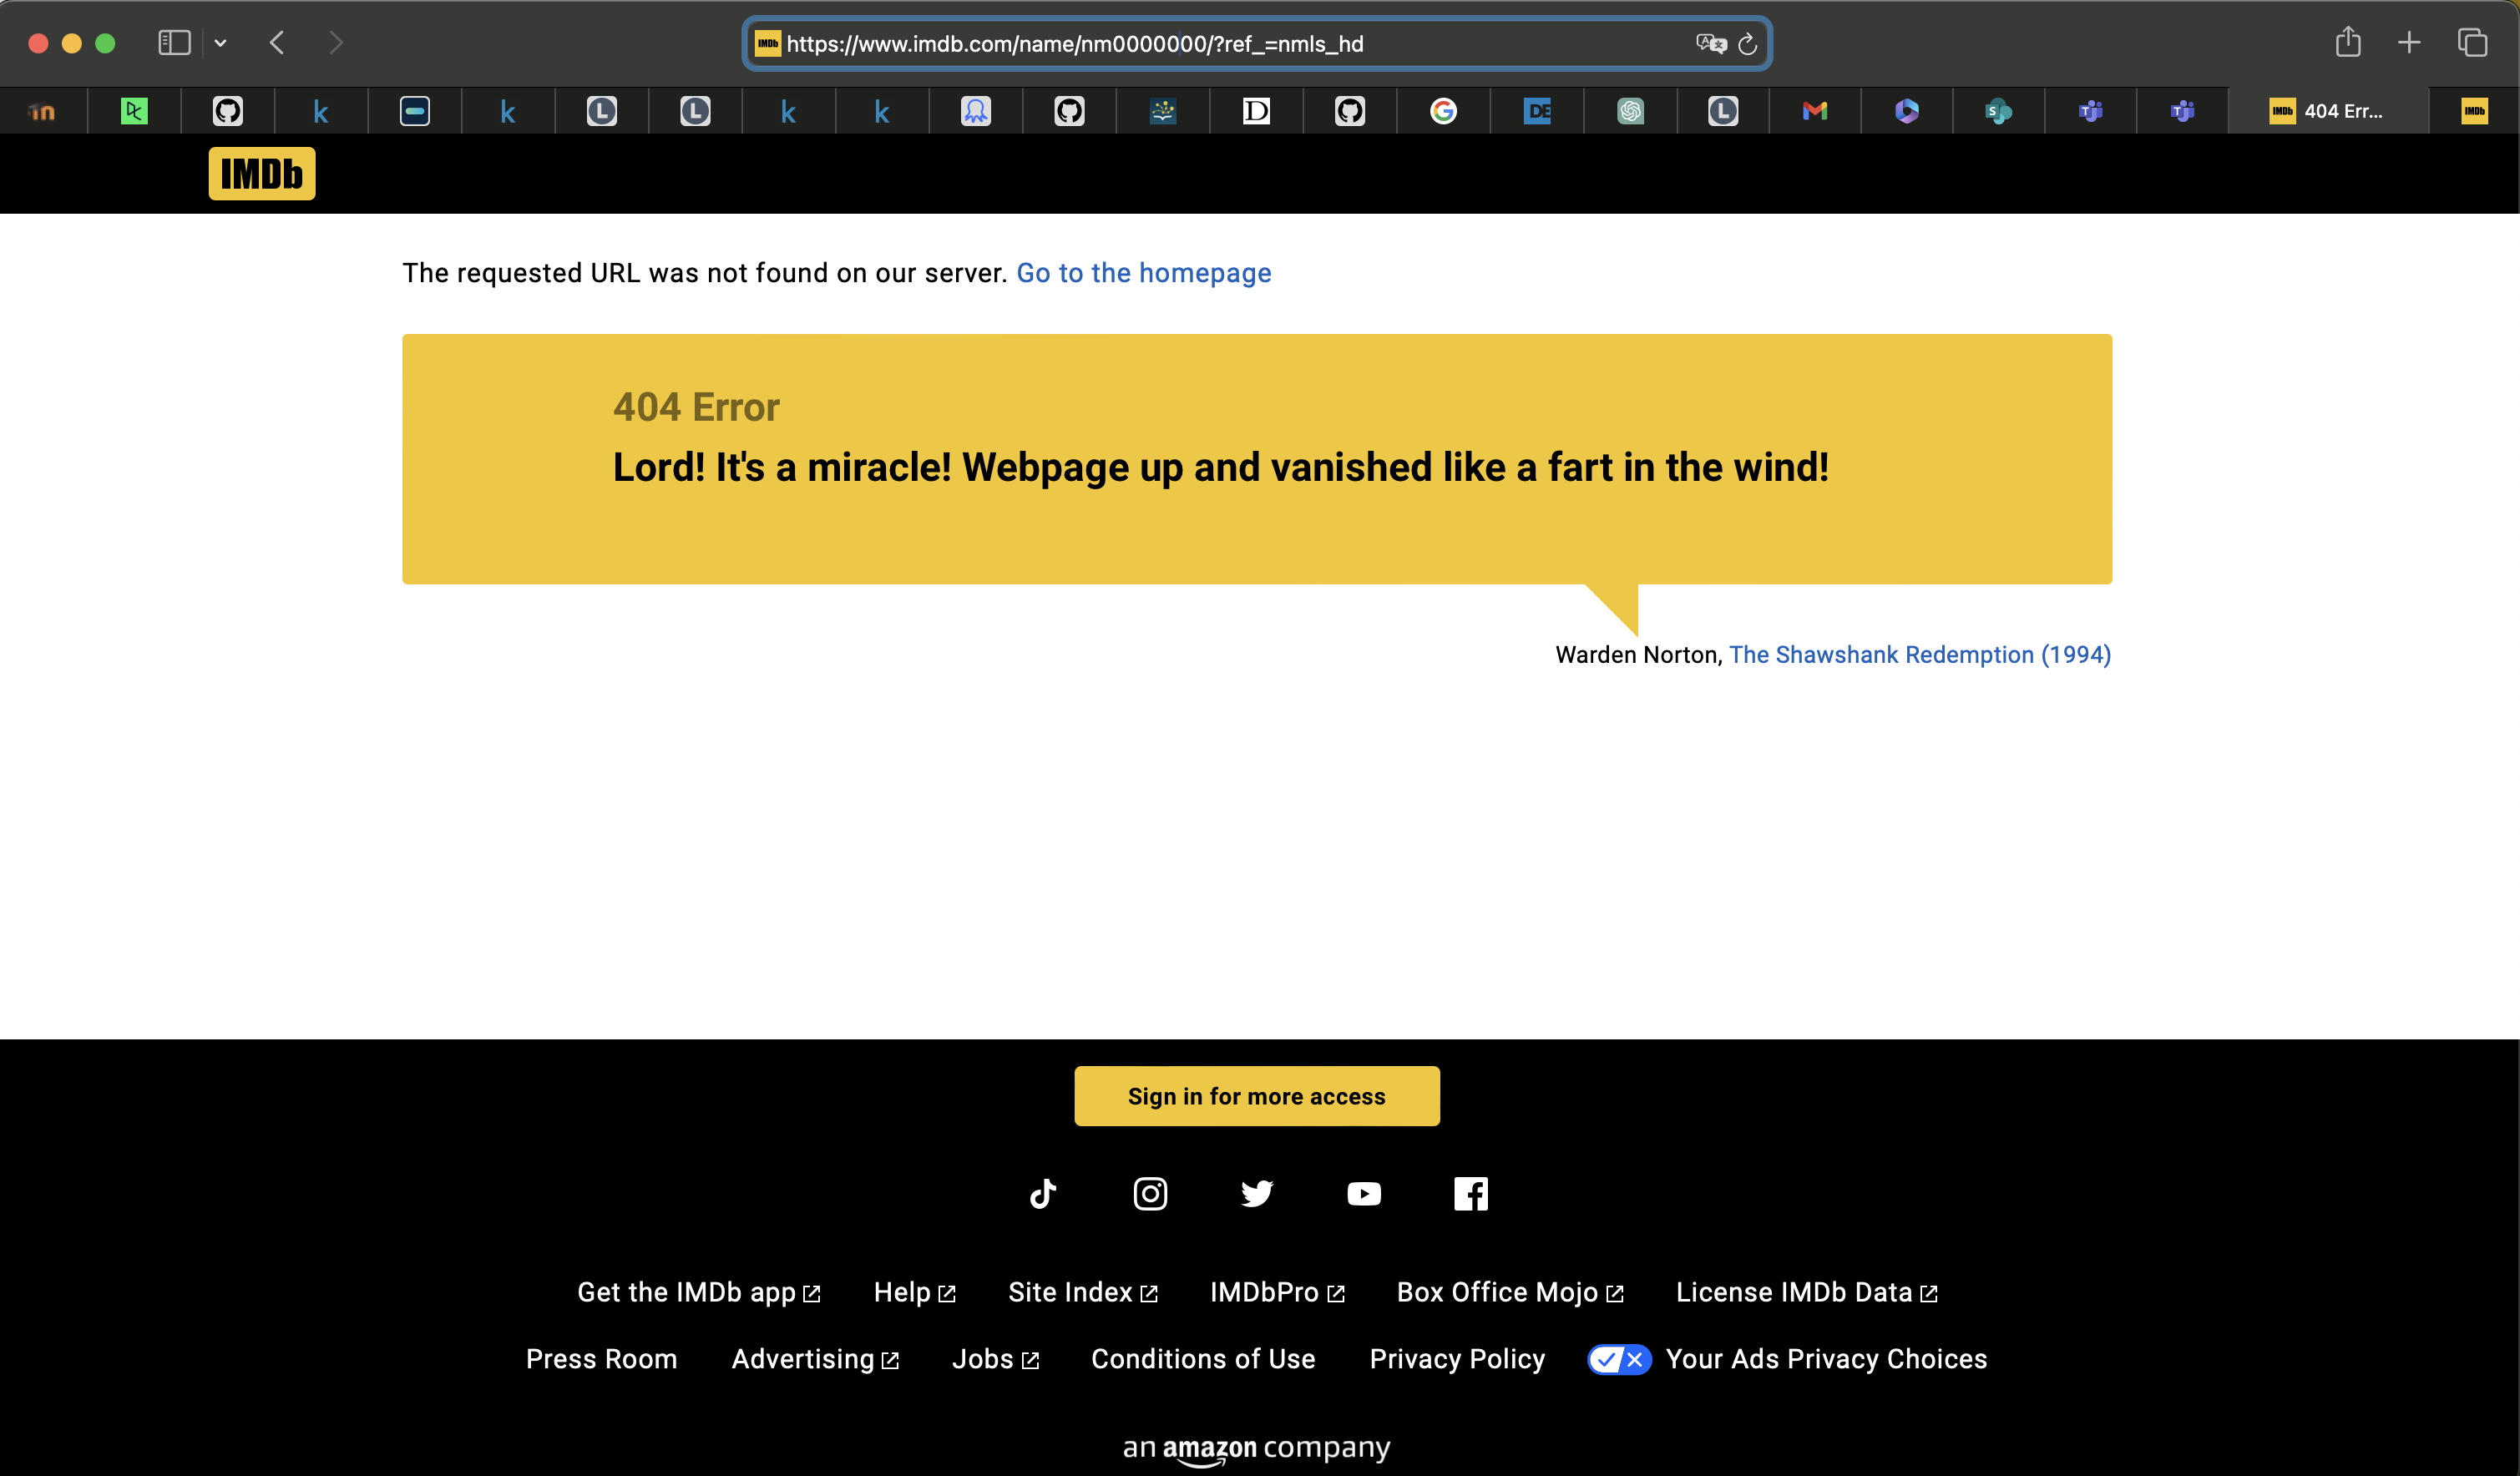 https://www.imdb.com/name/nm0000000/?ref_=nmls_hd
in
k
k
L
L
k
k
D
DE
L
S
T
T
IMDb 404 Err...
IMDb
IMDb
The requested URL was not found on our server. Go to the homepage
404 Error
Lord! It's a miracle! Webpage up and vanished like a fart in the wind!
Warden Norton, The Shawshank Redemption (1994)
Sign in for more access
Get the IMDb app Help Site Index IMDbPro Box Office Mojo License IMDb Data
Press Room Advertising Jobs Conditions of Use Privacy Policy Your Ads Privacy Choices
an amazon company